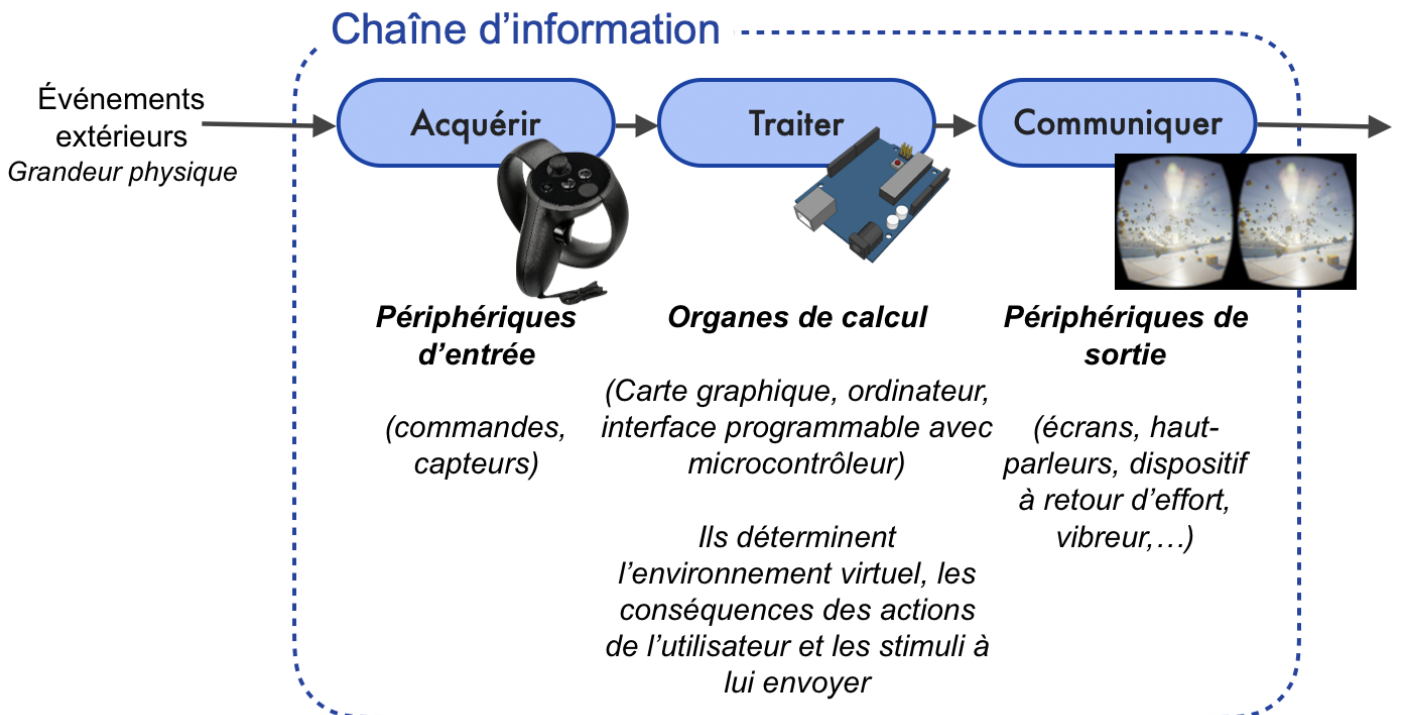 Chaîne d’information
Événements
extérieurs
Grandeur physique
Acquérir
Traiter
Communiquer
Périphériques
d’entrée
(commandes,
capteurs)
Organes de calcul
(Carte graphique, ordinateur,
interface programmable avec
microcontrôleur)
Ils déterminent
l’environnement virtuel, les
conséquences des actions
de l’utilisateur et les stimuli à
lui envoyer
Périphériques de
sortie
(écrans, haut-
parleurs, dispositif
à retour d’effort,
vibreur,…)